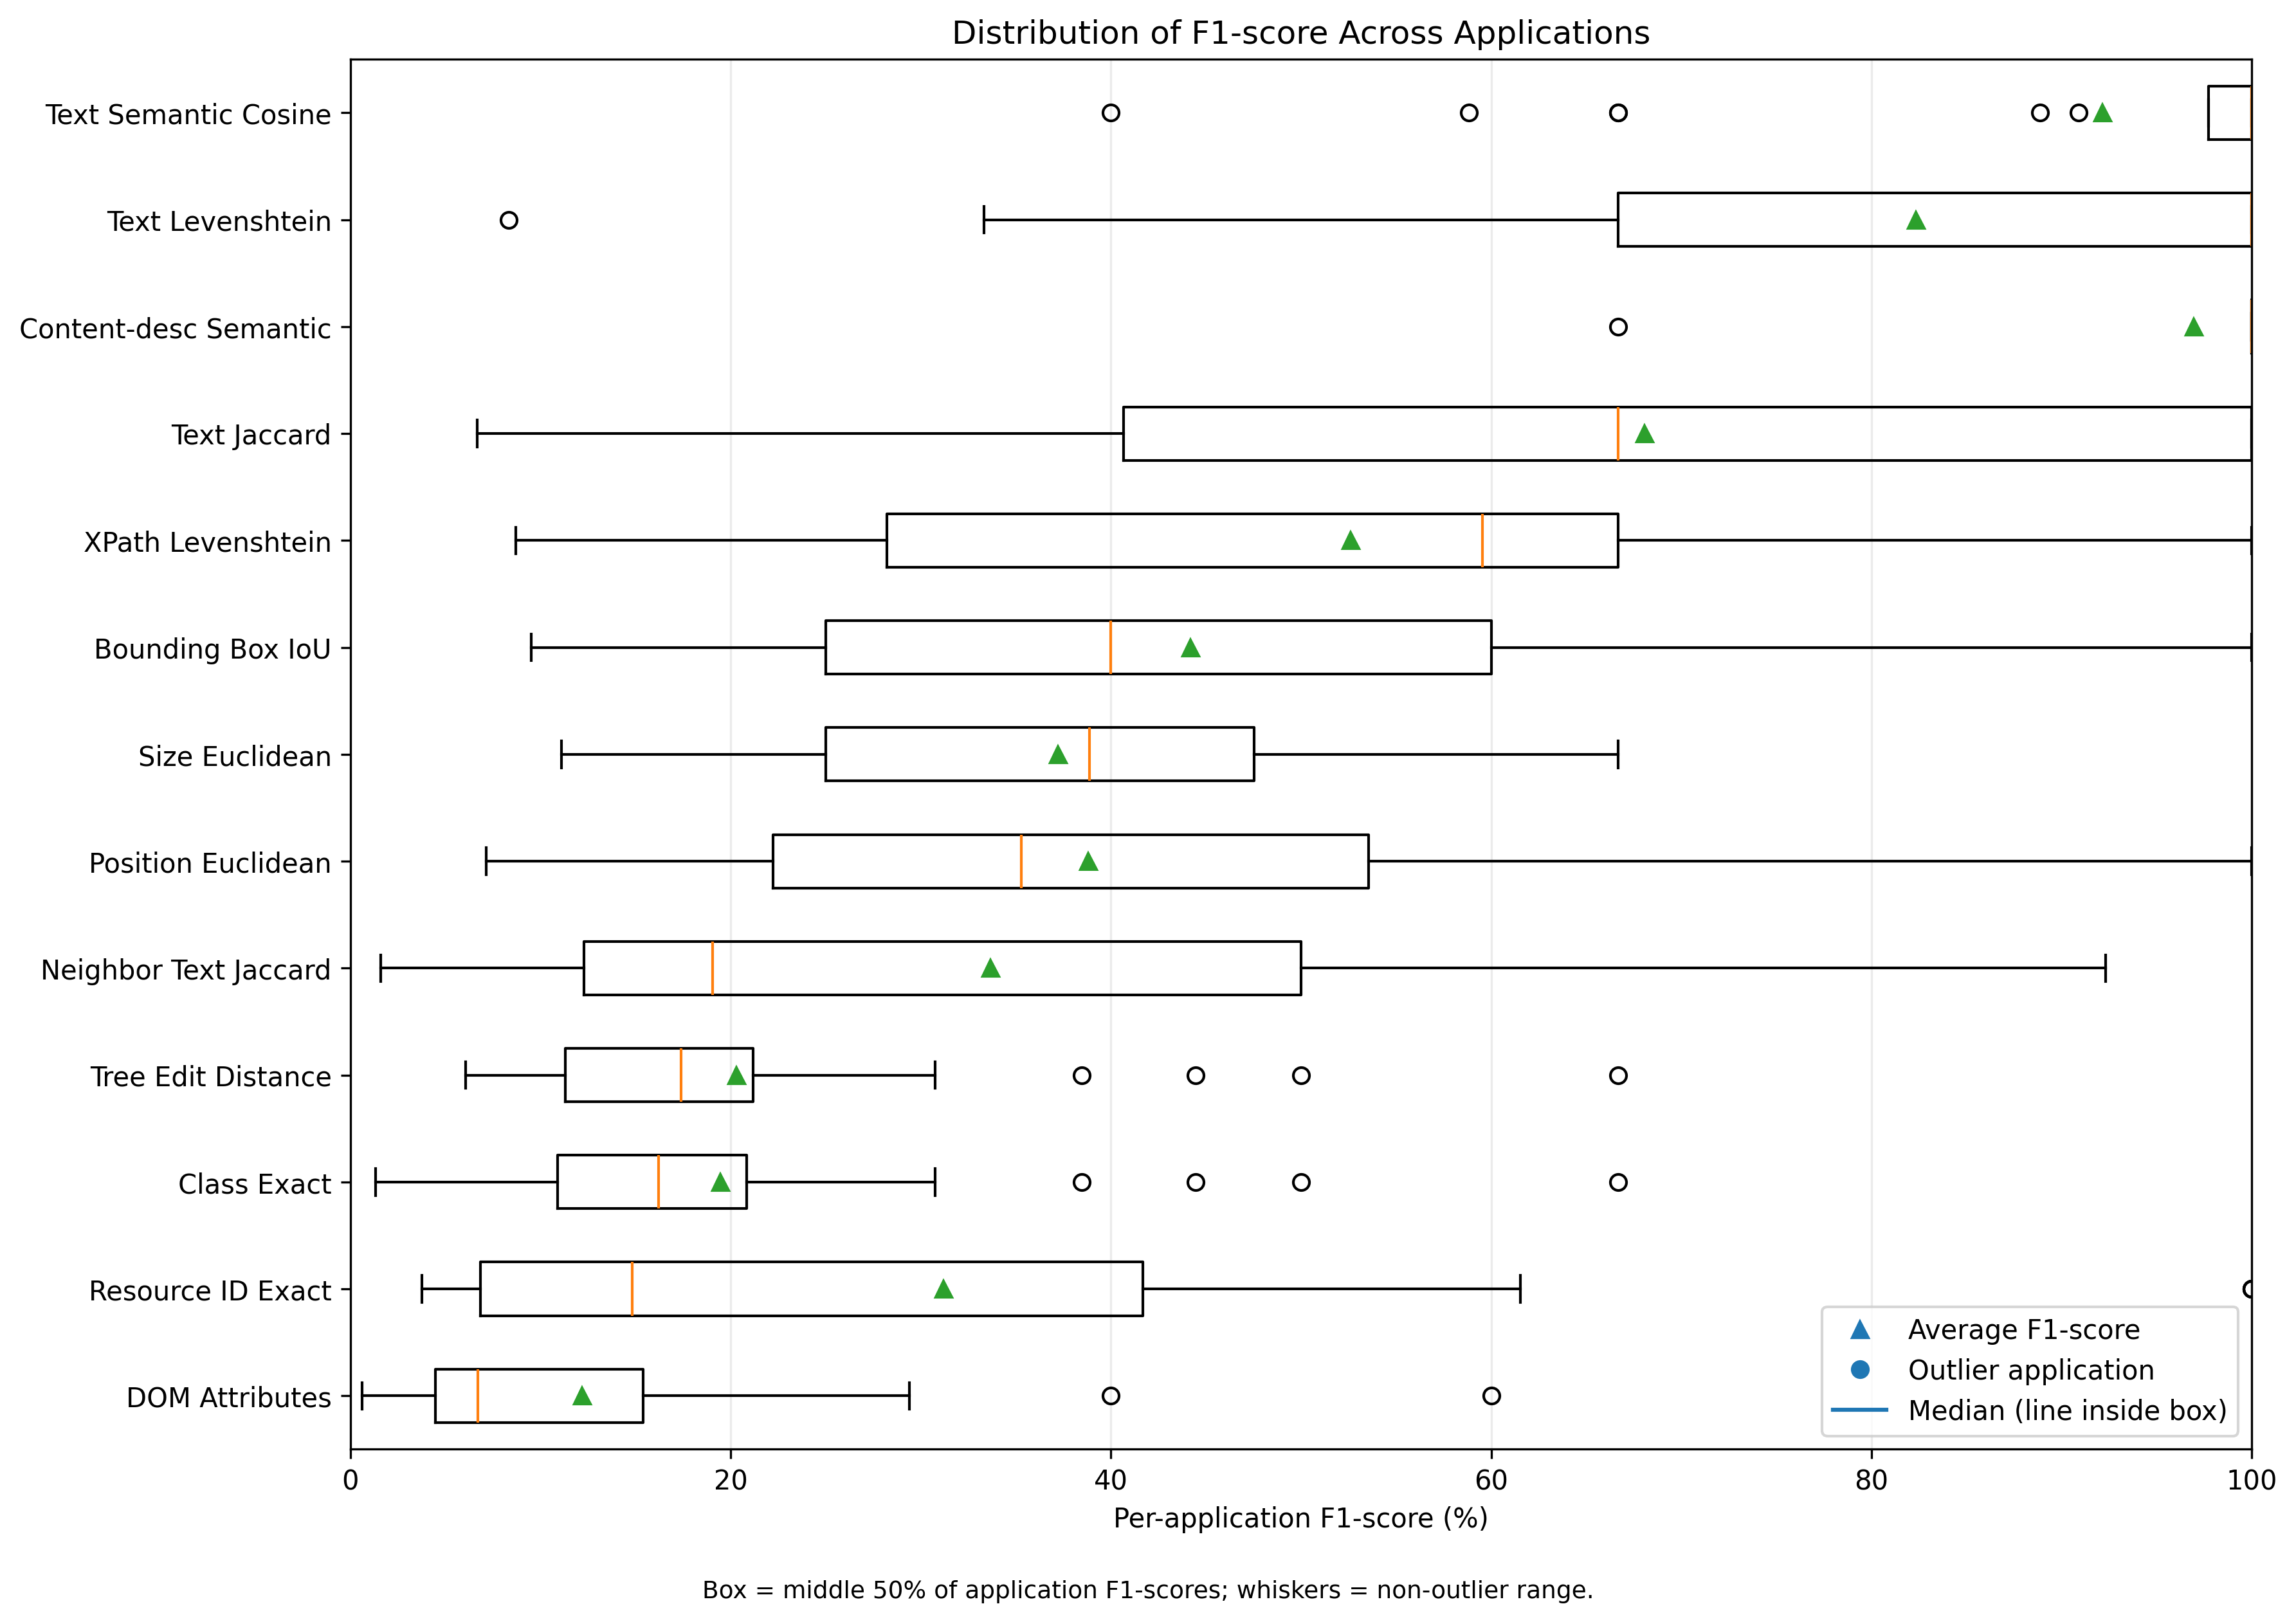 Distribution of F1-score Across Applications
Text Semantic Cosine
Text Levenshtein
Content-desc Semantic
Text Jaccard
XPath Levenshtein
Bounding Box IoU
Size Euclidean
Position Euclidean
Neighbor Text Jaccard
Tree Edit Distance
Class Exact
Resource ID Exact
DOM Attributes
Average F1-score
Outlier application
Median (line inside box)
0 20 40 60 80 100
Per-application F1-score (%)
Box = middle 50% of application F1-scores; whiskers = non-outlier range.